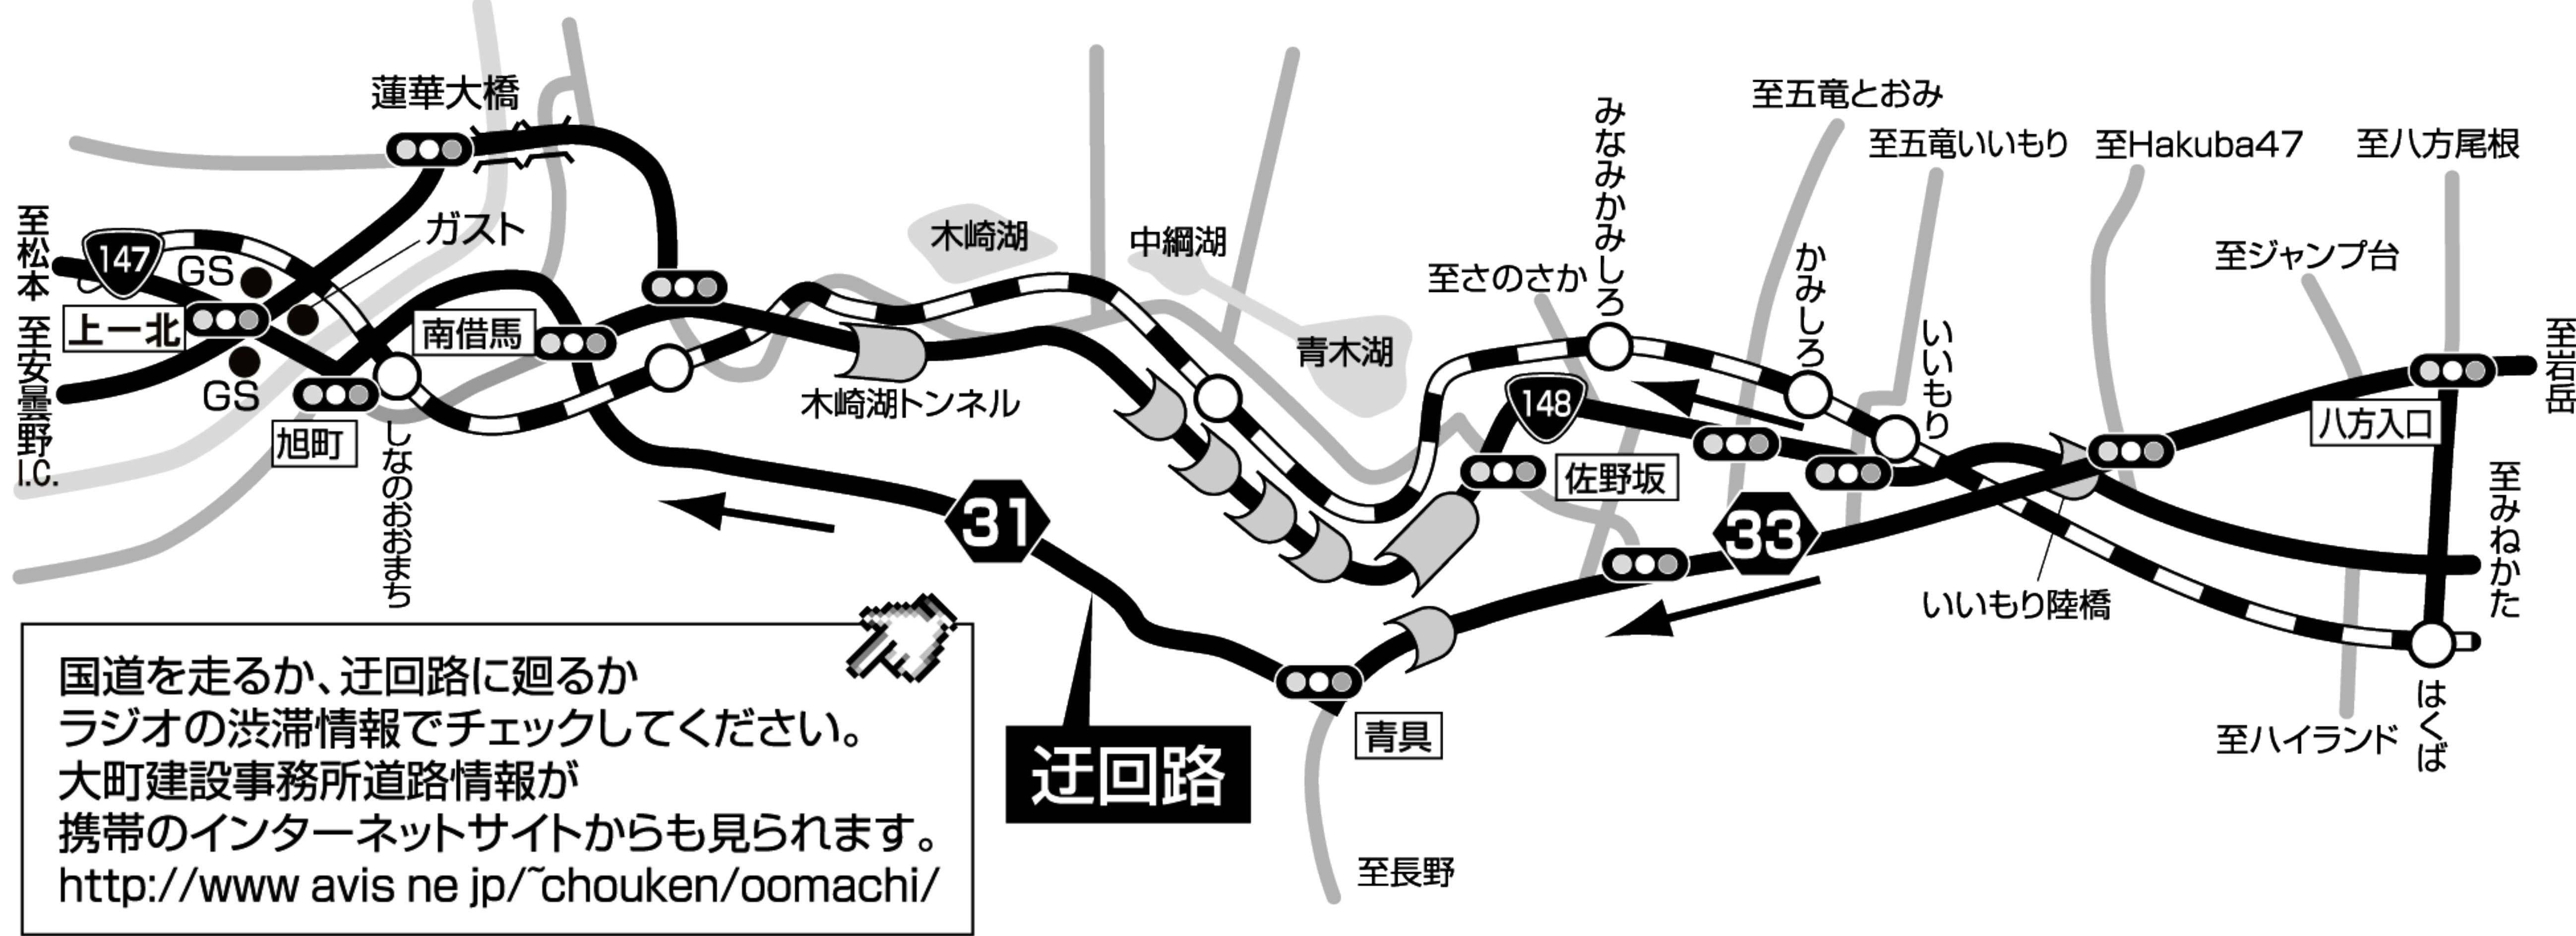 蓮華大橋
至松本
147
GS
ガスト
上一北
至安曇野I.C.
GS
旭町
しなのおおまち
南借馬
木崎湖
中綱湖
青木湖
木崎湖トンネル
至さのさか
みなみかみしろ
至五竜とおみ
至五竜いいもり
至Hakuba47
至八方尾根
かみしろ
いいもり
至ジャンプ台
148
佐野坂
八方入口
至岩岳
至みねかた
31
33
いいもり陸橋
至ハイランド
はくば
迂回路
青具
至長野
国道を走るか、迂回路に廻るか
ラジオの渋滞情報でチェックしてください。
大町建設事務所道路情報が
携帯のインターネットサイトからも見られます。
http://www avis ne jp/~chouken/oomachi/